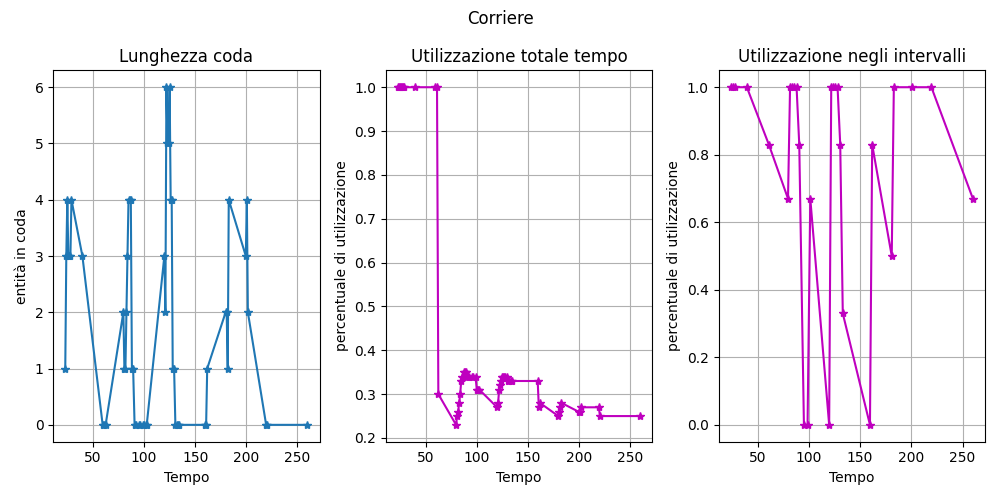 Corriere
Lunghezza coda
Utilizzazione totale tempo
Utilizzazione negli intervalli
entità in coda
6
5
4
3
2
1
0
50 100 150 200 250
Tempo
percentuale di utilizzazione
1.0
0.9
0.8
0.7
0.6
0.5
0.4
0.3
0.2
50 100 150 200 250
Tempo
percentuale di utilizzazione
1.0
0.8
0.6
0.4
0.2
0.0
50 100 150 200 250
Tempo